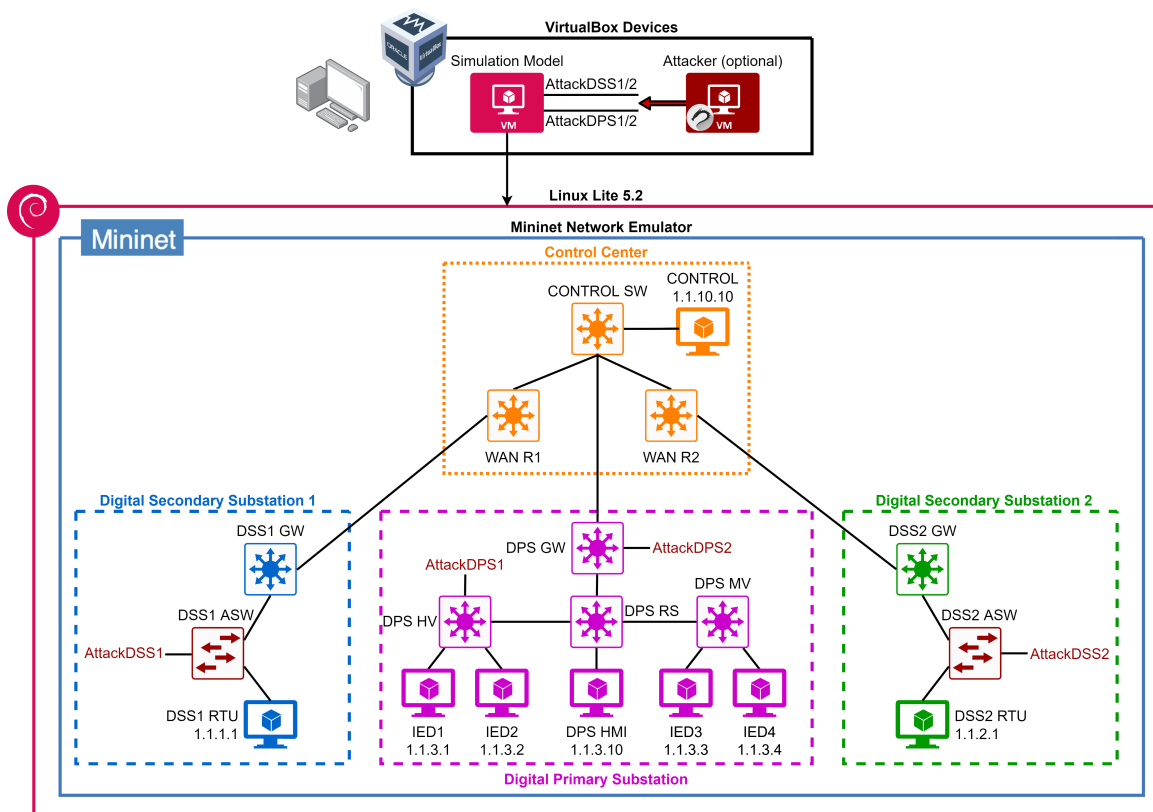 VirtualBox Devices
ORACLE
VirtualBox
Simulation Model
Attacker (optional)
AttackDSS1/2
AttackDPS1/2
VM
VM
Linux Lite 5.2
Mininet Network Emulator
Mininet
Control Center
CONTROL SW
CONTROL
1.1.10.10
WAN R1
WAN R2
Digital Secondary Substation 1
DSS1 GW
DSS1 ASW
AttackDSS1
DSS1 RTU
1.1.1.1
DPS GW
AttackDPS2
AttackDPS1
DPS MV
DPS HV
DPS RS
IED1
1.1.3.1
IED2
1.1.3.2
DPS HMI
1.1.3.10
IED3
1.1.3.3
IED4
1.1.3.4
Digital Primary Substation
Digital Secondary Substation 2
DSS2 GW
DSS2 ASW
AttackDSS2
DSS2 RTU
1.1.2.1